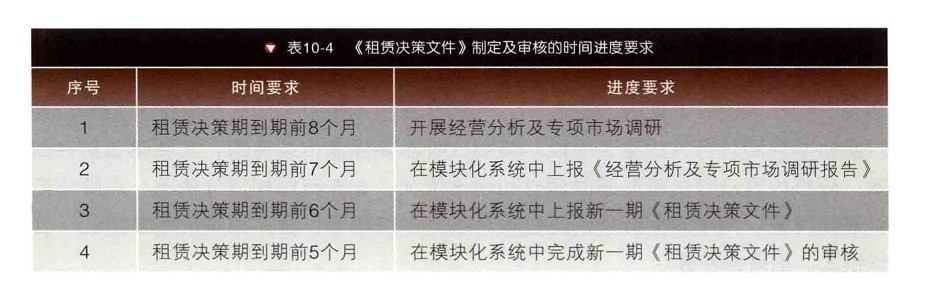 表10-4 《租赁决策文件》制定及审核的时间进度要求
序号 时间要求 进度要求
1 租赁决策期到期前8个月 开展经营分析及专项市场调研
2 租赁决策期到期前7个月 在模块化系统中上报《经营分析及专项市场调研报告》
3 租赁决策期到期前6个月 在模块化系统中上报新一期《租赁决策文件》
4 租赁决策期到期前5个月 在模块化系统中完成新一期《租赁决策文件》的审核